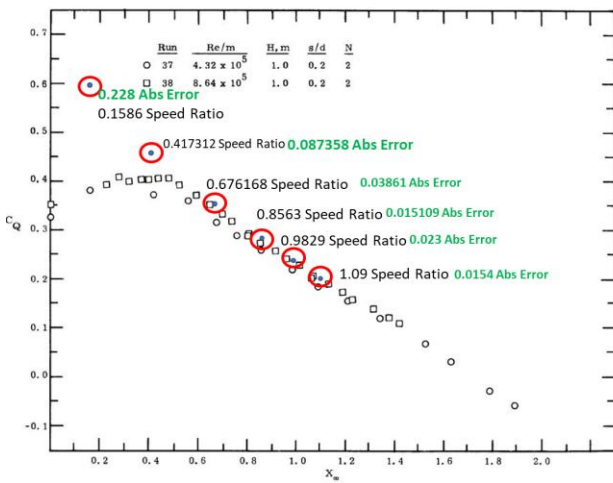 0.7
Run Re/m H, m s/d N
○ 37 4.32 x 10⁵ 1.0 0.2 2
□ 38 8.64 x 10⁵ 1.0 0.2 2
0.6
0.228 Abs Error
0.1586 Speed Ratio
0.5
0.417312 Speed Ratio 0.087358 Abs Error
0.4
0.676168 Speed Ratio 0.03861 Abs Error
0.8563 Speed Ratio 0.015109 Abs Error
C_Q
0.3
0.9829 Speed Ratio 0.023 Abs Error
1.09 Speed Ratio 0.0154 Abs Error
0.2
0.1
0.0
-0.1
0.2 0.4 0.6 0.8 1.0 1.2 1.4 1.6 1.8 2.0
X∞